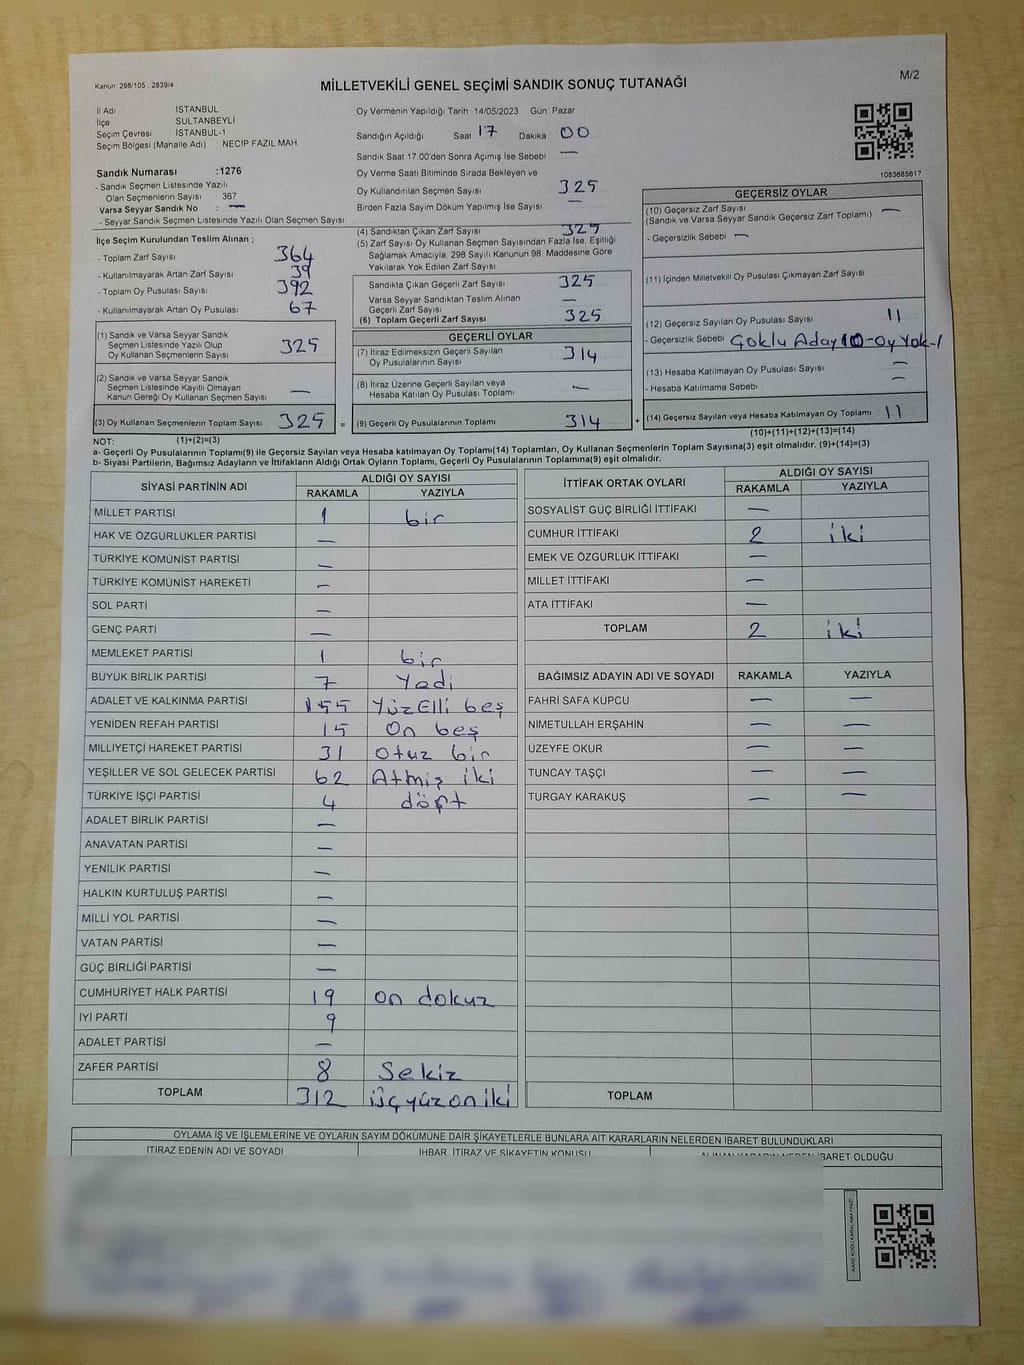 Kanun: 298/105 . 2839/4
MİLLETVEKİLİ GENEL SEÇİMİ SANDIK SONUÇ TUTANAĞI
M/2
İl Adı İSTANBUL
İlçe SULTANBEYLİ
Seçim Çevresi : İSTANBUL-1
Seçim Bölgesi (Mahalle Adı) : NECİP FAZIL MAH
Oy Vermenin Yapıldığı Tarih : 14/05/2023 Gün: Pazar
Sandığın Açıldığı Saat : 17 Dakika : 00
Sandık Saat 17.00'den Sonra Açılmış İse Sebebi : —
Oy Verme Saati Bitiminde Sırada Bekleyen ve
Oy Kullandırılan Seçmen Sayısı 325
Birden Fazla Sayım Döküm Yapılmış İse Sayısı —
1083685617
Sandık Numarası :1276
- Sandık Seçmen Listesinde Yazılı
Olan Seçmenlerin Sayısı 367
Varsa Seyyar Sandık No : —
- Seyyar Sandık Seçmen Listesinde Yazılı Olan Seçmen Sayısı
İlçe Seçim Kurulundan Teslim Alınan ;
- Toplam Zarf Sayısı 364
- Kullanılmayarak Artan Zarf Sayısı 39
- Toplam Oy Pusulası Sayısı 392
- Kullanılmayarak Artan Oy Pusulası 67
(1) Sandık ve Varsa Seyyar Sandık
Seçmen Listesinde Yazılı Olup
Oy Kullanan Seçmenlerin Sayısı 325
(2) Sandık ve Varsa Seyyar Sandık
Seçmen Listesinde Kayıtlı Olmayan
Kanun Gereği Oy Kullanan Seçmen Sayısı —
(3) Oy Kullanan Seçmenlerin Toplam Sayısı 325 =
(1)+(2)=(3)
(4) Sandıktan Çıkan Zarf Sayısı 325
(5) Zarf Sayısı Oy Kullanan Seçmen Sayısından Fazla İse, Eşitliği
Sağlamak Amacıyla, 298 Sayılı Kanunun 98. Maddesine Göre
Yakılarak Yok Edilen Zarf Sayısı
Sandıkta Çıkan Geçerli Zarf Sayısı 325
Varsa Seyyar Sandıktan Teslim Alınan
Geçerli Zarf Sayısı —
(6) Toplam Geçerli Zarf Sayısı 325
GEÇERLİ OYLAR
(7) İtiraz Edilmeksizin Geçerli Sayılan
Oy Pusulalarının Sayısı 314
(8) İtiraz Üzerine Geçerli Sayılan veya
Hesaba Katılan Oy Pusulası Toplamı —
(9) Geçerli Oy Pusulalarının Toplamı 314 +
GEÇERSİZ OYLAR
(10) Geçersiz Zarf Sayısı —
(Sandık ve Varsa Seyyar Sandık Geçersiz Zarf Toplamı)
- Geçersizlik Sebebi —
(11) İçinden Milletvekili Oy Pusulası Çıkmayan Zarf Sayısı
(12) Geçersiz Sayılan Oy Pusulası Sayısı 11
- Geçersizlik Sebebi Çoklu Aday 10-Oy Yok-1
(13) Hesaba Katılmayan Oy Pusulası Sayısı —
- Hesaba Katılmama Sebebi —
(14) Geçersiz Sayılan veya Hesaba Katılmayan Oy Toplamı 11
(10)+(11)+(12)+(13)=(14)
NOT:
a- Geçerli Oy Pusulalarının Toplamı(9) ile Geçersiz Sayılan veya Hesaba katılmayan Oy Toplamı(14) Toplamları, Oy Kullanan Seçmenlerin Toplam Sayısına(3) eşit olmalıdır. (9)+(14)=(3)
b- Siyasi Partilerin, Bağımsız Adayların ve İttifakların Aldığı Ortak Oyların Toplamı, Geçerli Oy Pusulalarının Toplamına(9) eşit olmalıdır.
SİYASİ PARTİNİN ADI ALDIĞI OY SAYISI
RAKAMLA YAZIYLA
MİLLET PARTİSİ 1 bir
HAK VE ÖZGÜRLÜKLER PARTİSİ —
TÜRKİYE KOMÜNİST PARTİSİ —
TÜRKİYE KOMÜNİST HAREKETİ —
SOL PARTİ —
GENÇ PARTİ —
MEMLEKET PARTİSİ 1 bir
BÜYÜK BİRLİK PARTİSİ 7 Yedi
ADALET VE KALKINMA PARTİSİ 155 YüzElli beş
YENİDEN REFAH PARTİSİ 15 On beş
MİLLİYETÇİ HAREKET PARTİSİ 31 Otuz bir
YEŞİLLER VE SOL GELECEK PARTİSİ 62 Atmiş iki
TÜRKİYE İŞÇİ PARTİSİ 4 dört
ADALET BİRLİK PARTİSİ —
ANAVATAN PARTİSİ —
YENİLİK PARTİSİ —
HALKIN KURTULUŞ PARTİSİ —
MİLLİ YOL PARTİSİ —
VATAN PARTİSİ —
GÜÇ BİRLİĞİ PARTİSİ —
CUMHURİYET HALK PARTİSİ 19 on dokuz
İYİ PARTİ 9
ADALET PARTİSİ —
ZAFER PARTİSİ 8 Sekiz
TOPLAM 312 üçyüzoniki
İTTİFAK ORTAK OYLARI ALDIĞI OY SAYISI
RAKAMLA YAZIYLA
SOSYALİST GÜÇ BİRLİĞİ İTTİFAKI —
CUMHUR İTTİFAKI 2 iki
EMEK VE ÖZGÜRLÜK İTTİFAKI —
MİLLET İTTİFAKI —
ATA İTTİFAKI —
TOPLAM 2 iki
BAĞIMSIZ ADAYIN ADI VE SOYADI RAKAMLA YAZIYLA
FAHRİ SAFA KÜPCÜ — —
NİMETULLAH ERŞAHİN — —
ÜZEYFE OKUR — —
TUNCAY TAŞÇI — —
TURGAY KARAKUŞ — —
TOPLAM
OYLAMA İŞ VE İŞLEMLERİNE VE OYLARIN SAYIM DÖKÜMÜNE DAİR ŞİKAYETLERLE BUNLARA AİT KARARLARIN NELERDEN İBARET BULUNDUKLARI
İTİRAZ EDENİN ADI VE SOYADI İHBAR, İTİRAZ VE ŞİKAYETİN KONUSU ALINAN KARARIN NEDEN İBARET OLDUĞU